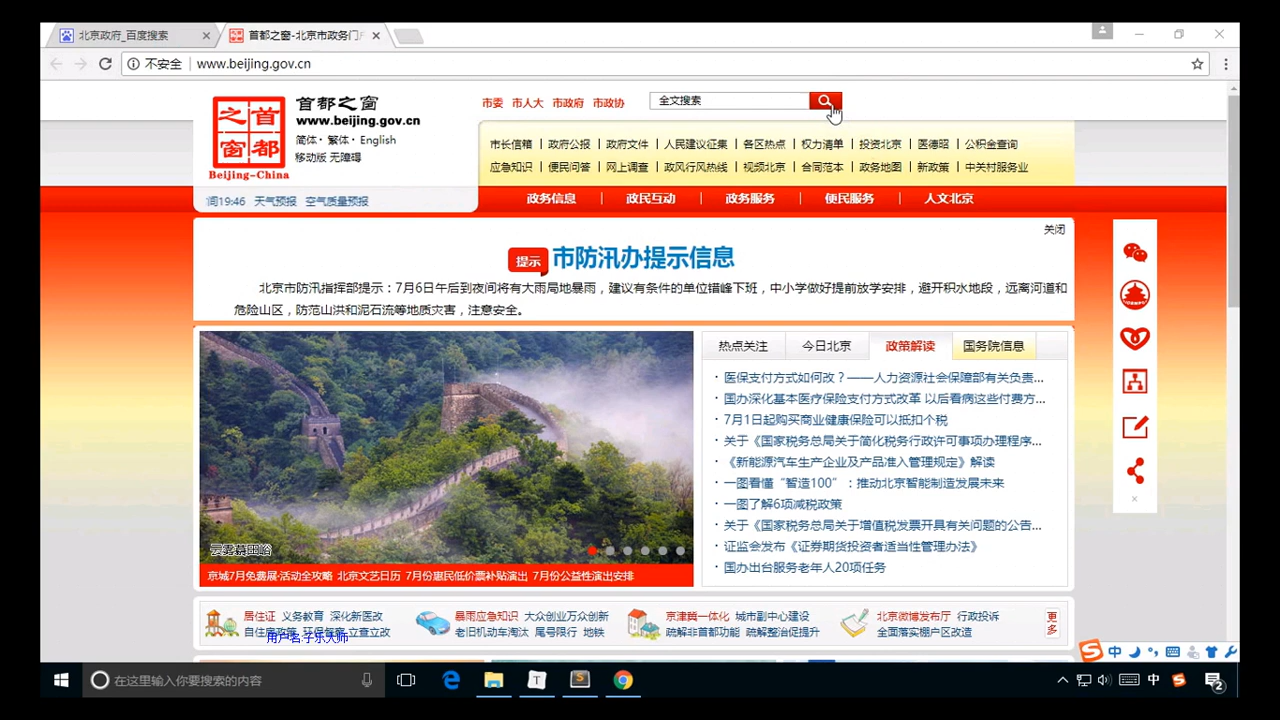 北京政府_百度搜索
首都之窗-北京市政务门户
不安全 www.beijing.gov.cn
首都之窗
www.beijing.gov.cn
简体·繁体·English
移动版 无障碍
Beijing-China
市委 市人大 市政府 市政协
全文搜索
市长信箱 | 政府公报 | 政府文件 | 人民建议征集 | 各区热点 | 权力清单 | 投资北京 | 医德昭 | 公积金查询
应急知识 | 便民问答 | 网上调查 | 政风行风热线 | 视频北京 | 合同范本 | 政务地图 | 新政策 | 中关村服务业
间19:46 天气预报 空气质量预报
政务信息 | 政民互动 | 政务服务 | 便民服务 | 人文北京
关闭
提示 市防汛办提示信息
北京市防汛指挥部提示：7月6日午后到夜间将有大雨局地暴雨，建议有条件的单位错峰下班，中小学做好提前放学安排，避开积水地段，远离河道和
危险山区，防范山洪和泥石流等地质灾害，注意安全。
云雾慕田峪
京城7月免费展·活动全攻略 北京文艺日历 7月份惠民低价票补贴演出 7月份公益性演出安排
热点关注 今日北京 政策解读 国务院信息
· 医保支付方式如何改？——人力资源社会保障部有关负责...
· 国办深化基本医疗保险支付方式改革 以后看病这些付费方...
· 7月1日起购买商业健康保险可以抵扣个税
· 关于《国家税务总局关于简化税务行政许可事项办理程序...
· 《新能源汽车生产企业及产品准入管理规定》解读
· 一图看懂“智造100”：推动北京智能制造发展未来
· 一图了解6项减税政策
· 关于《国家税务总局关于增值税发票开具有关问题的公告...
· 证监会发布《证券期货投资者适当性管理办法》
· 国办出台服务老年人20项任务
居住证 义务教育 深化新医改
自住房政策 环保督察 立查立改
用户名:子乐大师
暴雨应急知识 大众创业万众创新
老旧机动车淘汰 尾号限行 地铁
京津冀一体化 城市副中心建设
疏解非首都功能 疏解整治促提升
北京微博发布厅 行政投诉
全面落实棚户区改造
更多
中
在这里输入你要搜索的内容
中
2